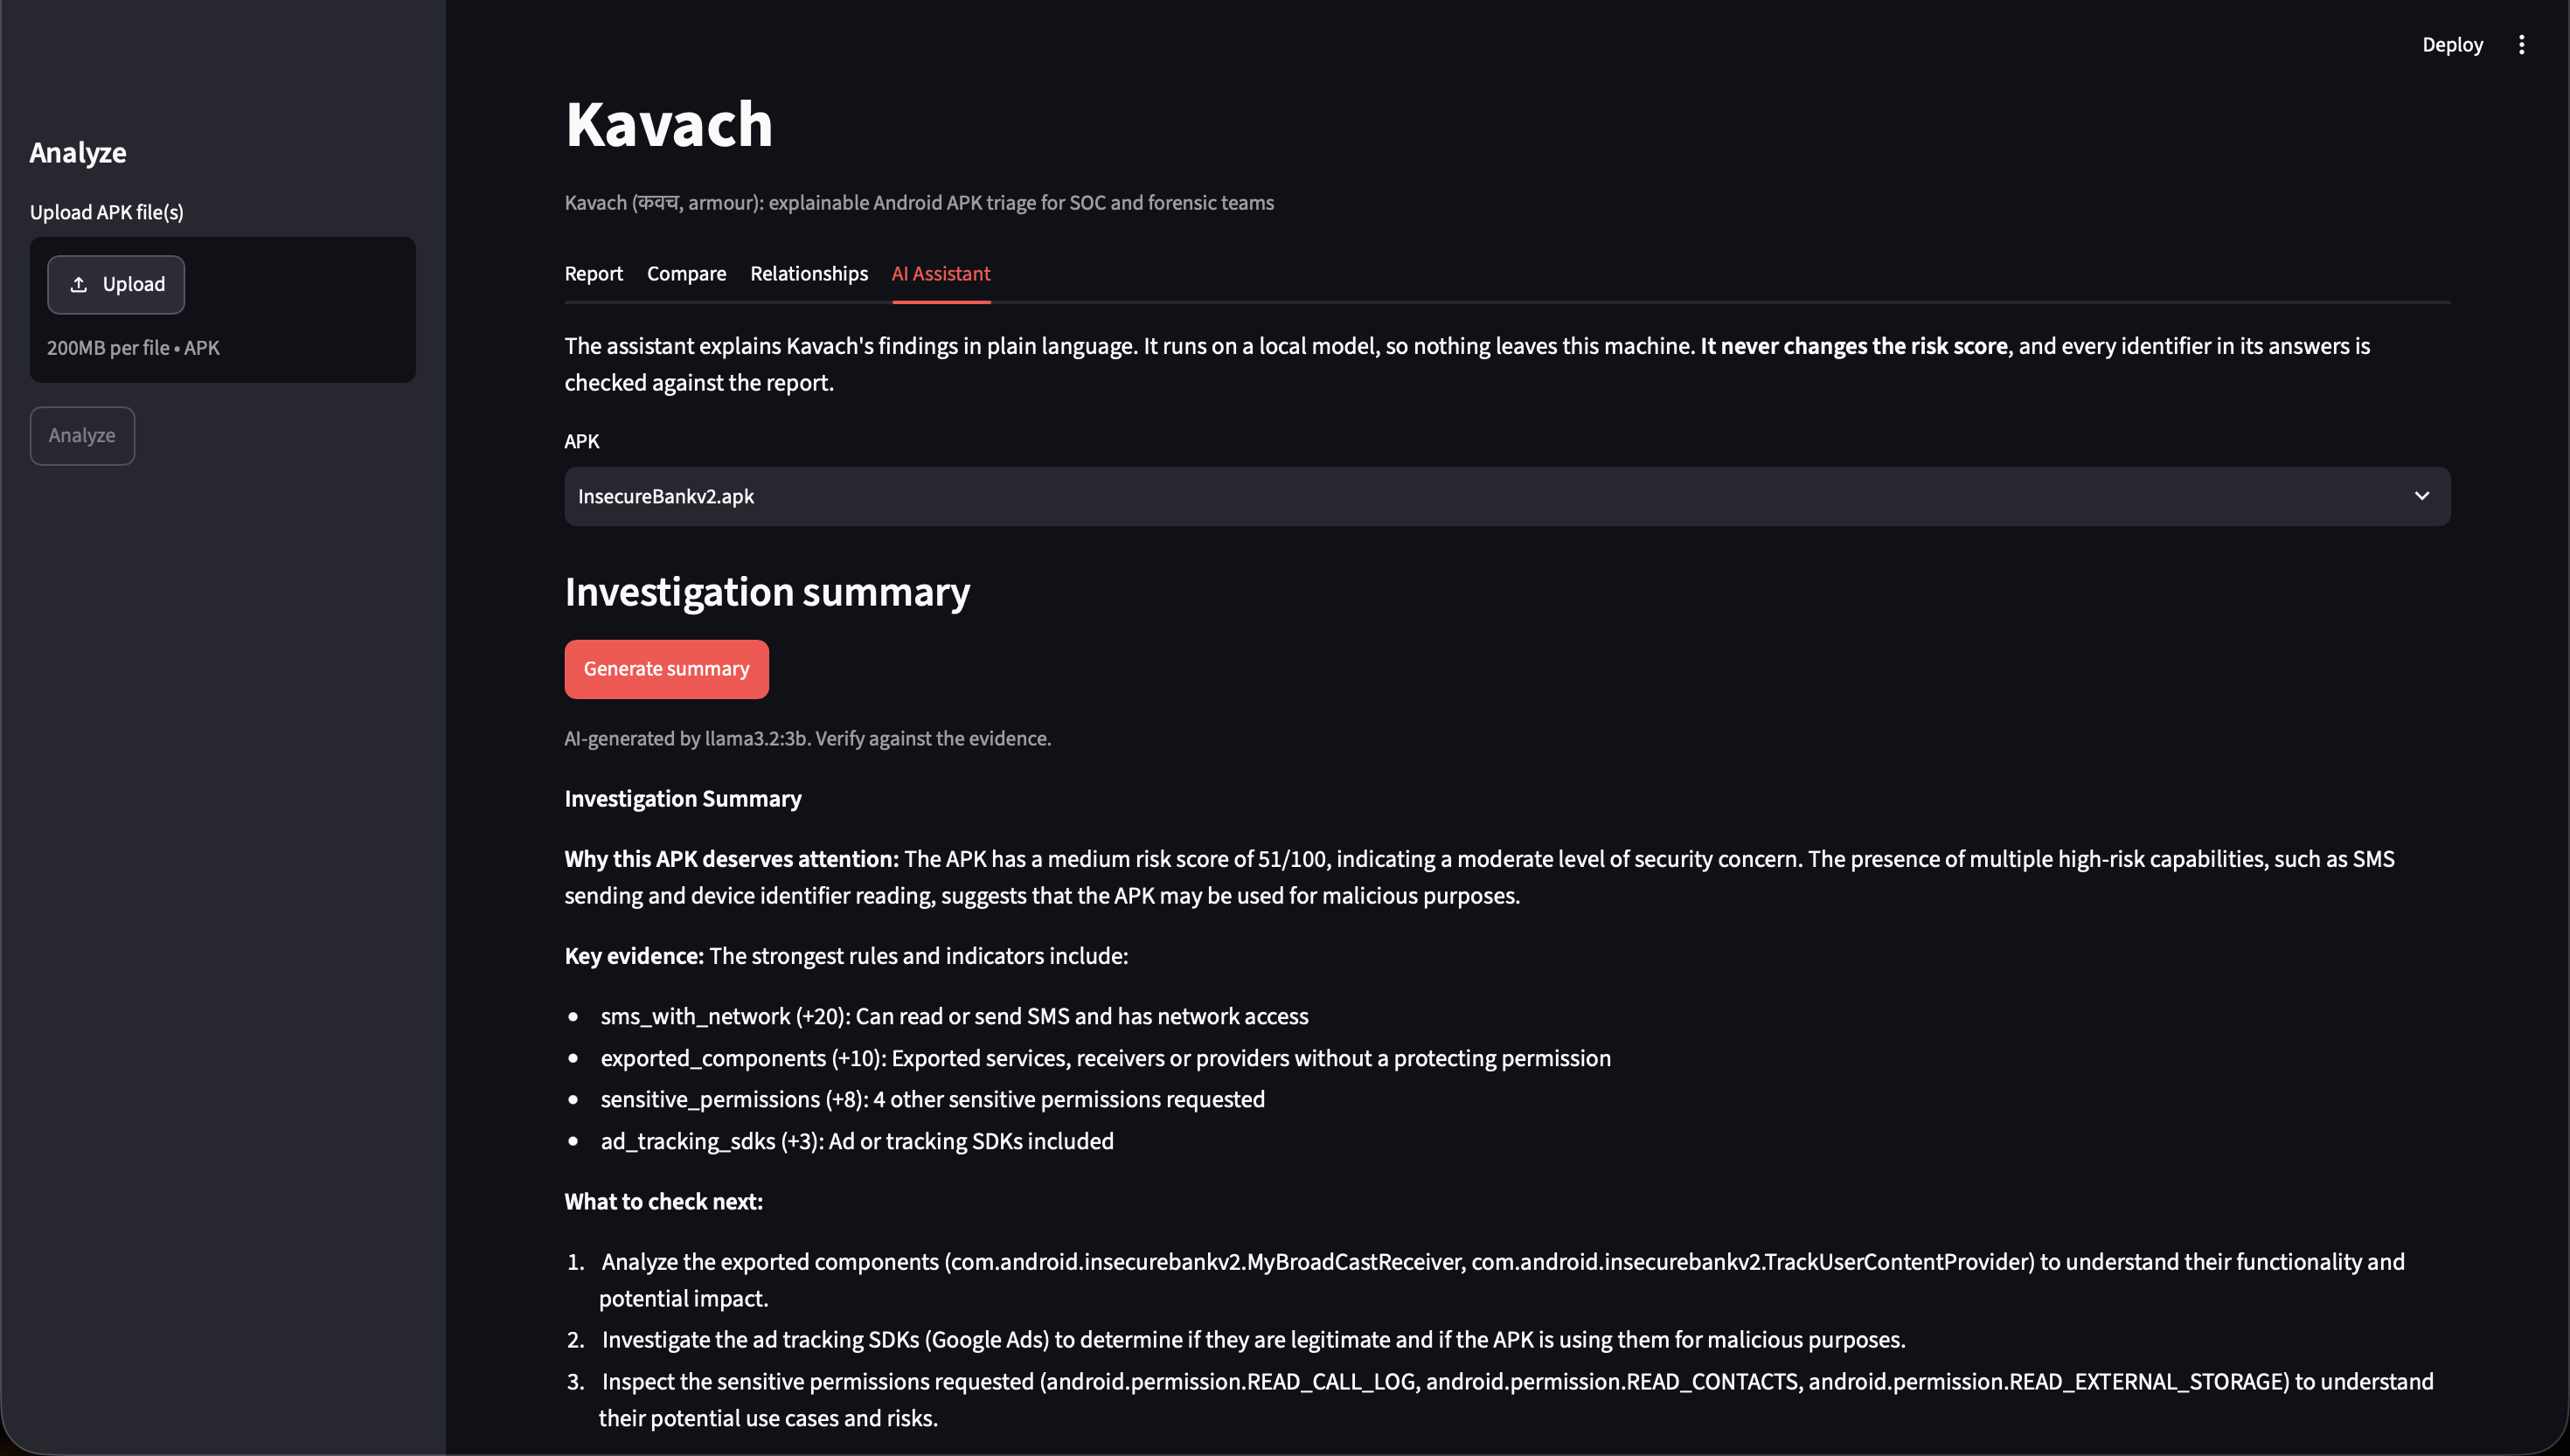 Deploy
Analyze
Upload APK file(s)
Upload
200MB per file • APK
Analyze
Kavach
Kavach (कवच, armour): explainable Android APK triage for SOC and forensic teams
Report Compare Relationships AI Assistant
The assistant explains Kavach's findings in plain language. It runs on a local model, so nothing leaves this machine. It never changes the risk score, and every identifier in its answers is
checked against the report.
APK
InsecureBankv2.apk
Investigation summary
Generate summary
AI-generated by llama3.2:3b. Verify against the evidence.
Investigation Summary
Why this APK deserves attention: The APK has a medium risk score of 51/100, indicating a moderate level of security concern. The presence of multiple high-risk capabilities, such as SMS
sending and device identifier reading, suggests that the APK may be used for malicious purposes.
Key evidence: The strongest rules and indicators include:
• sms_with_network (+20): Can read or send SMS and has network access
• exported_components (+10): Exported services, receivers or providers without a protecting permission
• sensitive_permissions (+8): 4 other sensitive permissions requested
• ad_tracking_sdks (+3): Ad or tracking SDKs included
What to check next:
1. Analyze the exported components (com.android.insecurebankv2.MyBroadCastReceiver, com.android.insecurebankv2.TrackUserContentProvider) to understand their functionality and
potential impact.
2. Investigate the ad tracking SDKs (Google Ads) to determine if they are legitimate and if the APK is using them for malicious purposes.
3. Inspect the sensitive permissions requested (android.permission.READ_CALL_LOG, android.permission.READ_CONTACTS, android.permission.READ_EXTERNAL_STORAGE) to understand
their potential use cases and risks.